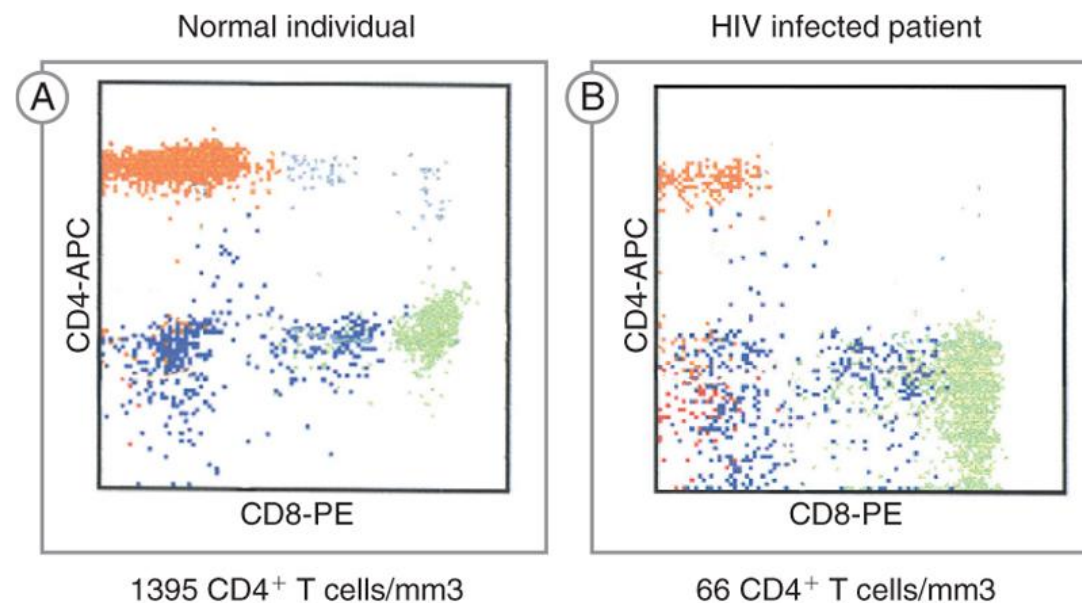 Normal individual
HIV infected patient
A
B
CD4-APC
CD4-APC
CD8-PE
CD8-PE
1395 CD4⁺ T cells/mm3
66 CD4⁺ T cells/mm3